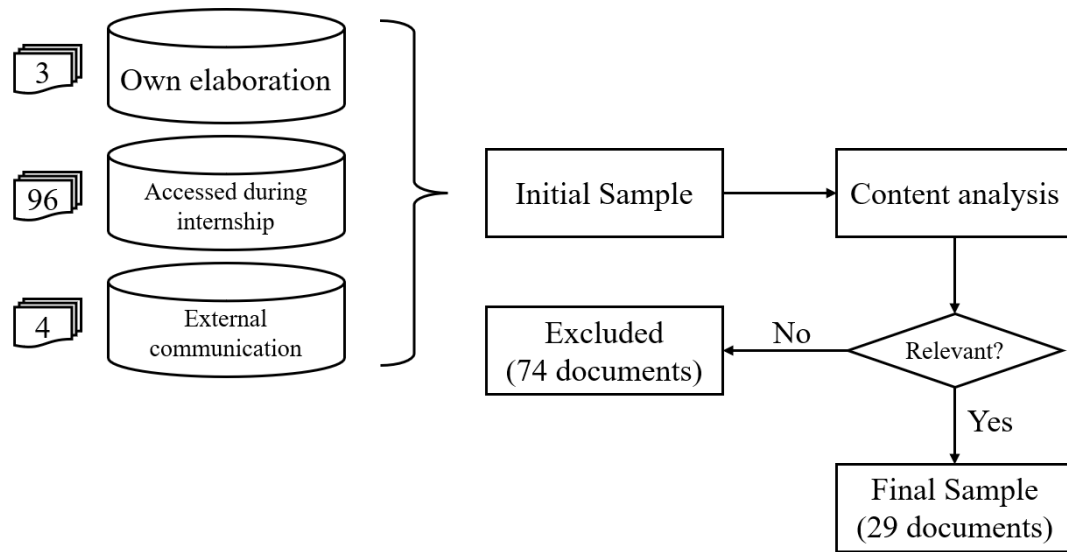 3
Own elaboration
96
Accessed during
internship
4
External
communication
Initial Sample
Content analysis
Relevant?
No
Excluded
(74 documents)
Yes
Final Sample
(29 documents)